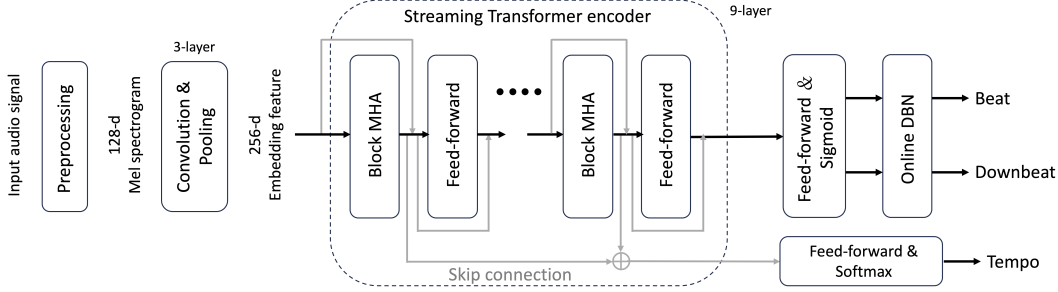 Streaming Transformer encoder
9-layer
3-layer
Input audio signal
Preprocessing
128-d
Mel spectrogram
Convolution &
Pooling
256-d
Embedding feature
Block MHA
Feed-forward
Block MHA
Feed-forward
Feed-forward &
Sigmoid
Online DBN
Beat
Downbeat
Skip connection
Feed-forward &
Softmax
Tempo